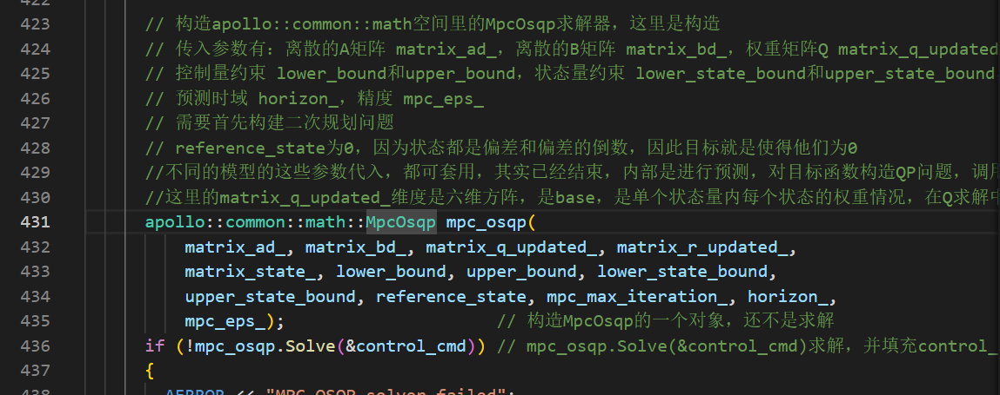 422
423 // 构造apollo::common::math空间里的MpcOsqp求解器，这里是构造
424 // 传入参数有：离散的A矩阵 matrix_ad_，离散的B矩阵 matrix_bd_，权重矩阵Q matrix_q_updated
425 // 控制量约束 lower_bound和upper_bound，状态量约束 lower_state_bound和upper_state_bound
426 // 预测时域 horizon_，精度 mpc_eps_
427 // 需要首先构建二次规划问题
428 // reference_state为0，因为状态都是偏差和偏差的倒数，因此目标就是使得他们为0
429 //不同的模型的这些参数代入，都可套用，其实已经结束，内部是进行预测，对目标函数构造QP问题，调用
430 //这里的matrix_q_updated_维度是六维方阵，是base，是单个状态量内每个状态的权重情况，在Q求解中
431 apollo::common::math::MpcOsqp mpc_osqp(
432 matrix_ad_, matrix_bd_, matrix_q_updated_, matrix_r_updated_,
433 matrix_state_, lower_bound, upper_bound, lower_state_bound,
434 upper_state_bound, reference_state, mpc_max_iteration_, horizon_,
435 mpc_eps_); // 构造MpcOsqp的一个对象，还不是求解
436 if (!mpc_osqp.Solve(&control_cmd)) // mpc_osqp.Solve(&control_cmd)求解，并填充control_
437 {
438 AERROR << "MPC OSQP solver failed";